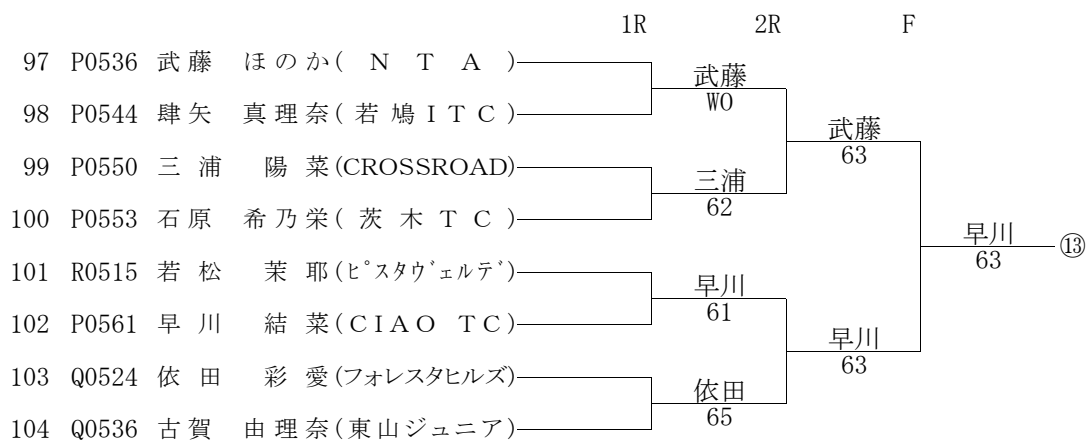 1R 2R F
97 P0536 武藤 ほのか( N T A )
武藤
WO
98 P0544 肆矢 真理奈(若鳩ITC)
武藤
63
99 P0550 三浦 陽菜(CROSSROAD)
三浦
62
100 P0553 石原 希乃栄(茨木TC)
早川 ⑬
63
101 R0515 若松 茉耶(ﾋﾟｽﾀｳﾞｪﾙﾃﾞ)
早川
61
102 P0561 早川 結菜(CIAO TC)
早川
63
103 Q0524 依田 彩愛(フォレスタヒルズ)
依田
65
104 Q0536 古賀 由理奈(東山ジュニア)